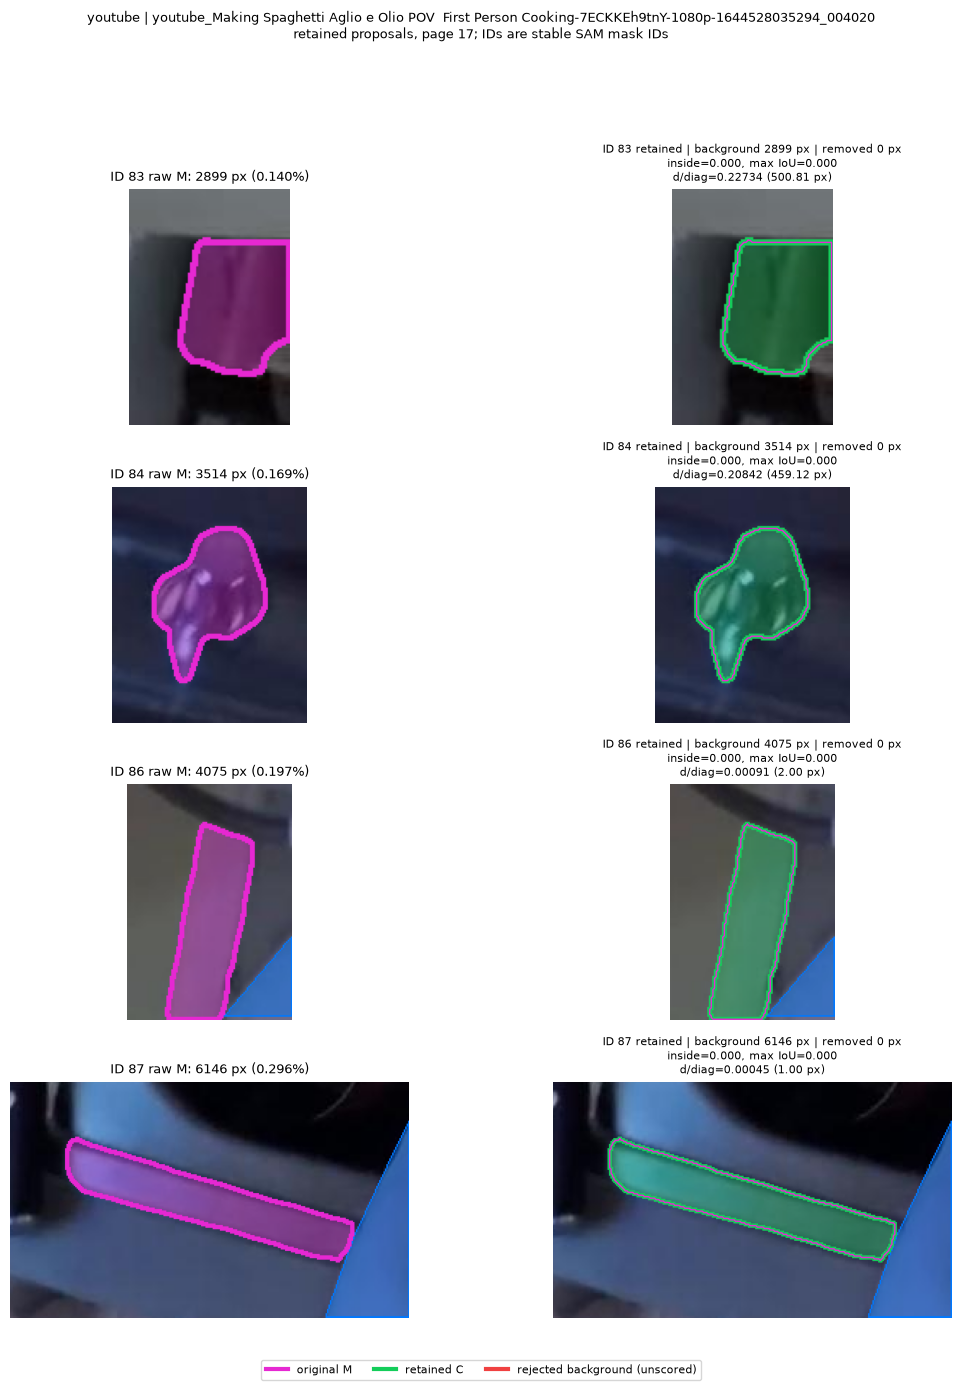 youtube | youtube_Making Spaghetti Aglio e Olio POV  First Person Cooking-7ECKKEh9tnY-1080p-1644528035294_004020
retained proposals, page 17; IDs are stable SAM mask IDs
ID 83 raw M: 2899 px (0.140%)
ID 83 retained | background 2899 px | removed 0 px
inside=0.000, max IoU=0.000
d/diag=0.22734 (500.81 px)
ID 84 raw M: 3514 px (0.169%)
ID 84 retained | background 3514 px | removed 0 px
inside=0.000, max IoU=0.000
d/diag=0.20842 (459.12 px)
ID 86 raw M: 4075 px (0.197%)
ID 86 retained | background 4075 px | removed 0 px
inside=0.000, max IoU=0.000
d/diag=0.00091 (2.00 px)
ID 87 raw M: 6146 px (0.296%)
ID 87 retained | background 6146 px | removed 0 px
inside=0.000, max IoU=0.000
d/diag=0.00045 (1.00 px)
original M
retained C
rejected background (unscored)